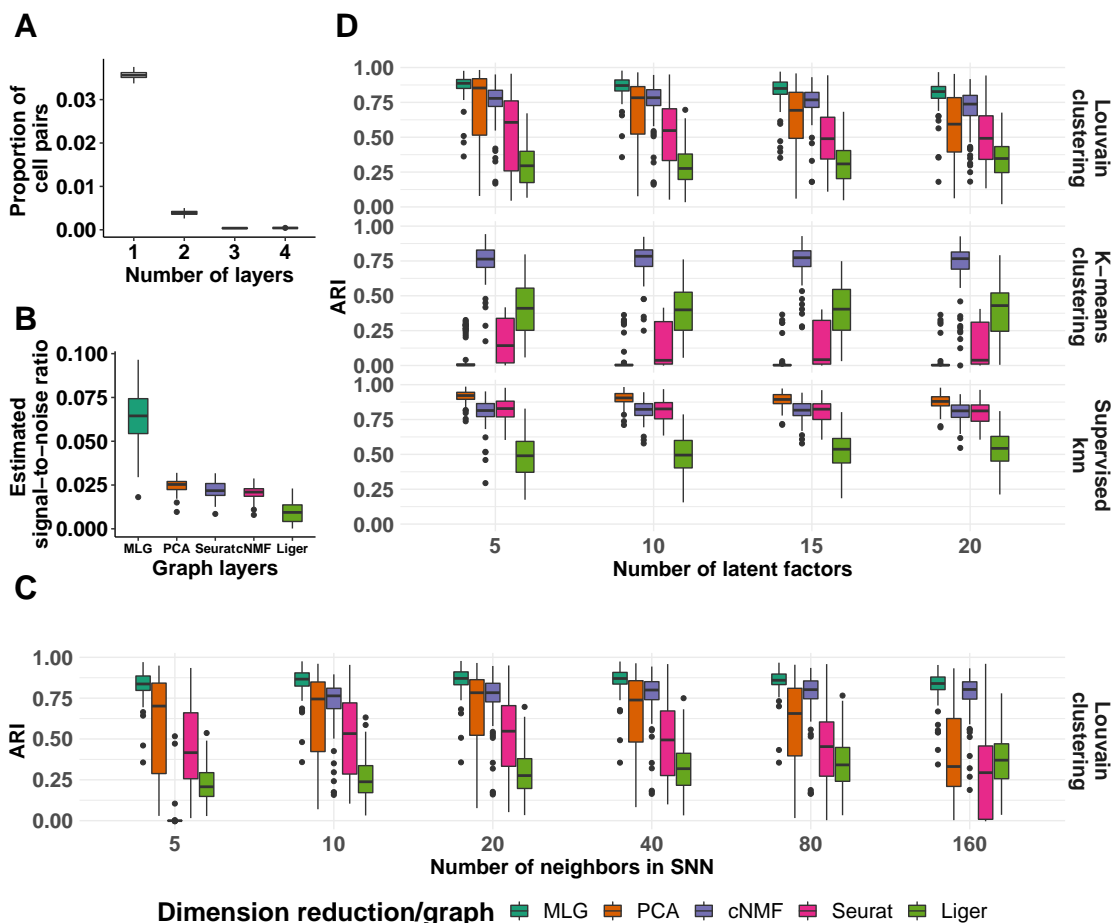 A
Proportion of
cell pairs
0.03
0.02
0.01
0.00
1 2 3 4
Number of layers
B
Estimated
signal−to−noise ratio
0.100
0.075
0.050
0.025
0.000
MLG PCA Seurat cNMF Liger
Graph layers
D
ARI
1.00
0.75
0.50
0.25
0.00
Louvain
clustering
1.00
0.75
0.50
0.25
0.00
K−means
clustering
1.00
0.75
0.50
0.25
0.00
Supervised
knn
5 10 15 20
Number of latent factors
C
ARI
1.00
0.75
0.50
0.25
0.00
Louvain
clustering
5 10 20 40 80 160
Number of neighbors in SNN
Dimension reduction/graph MLG PCA cNMF Seurat Liger